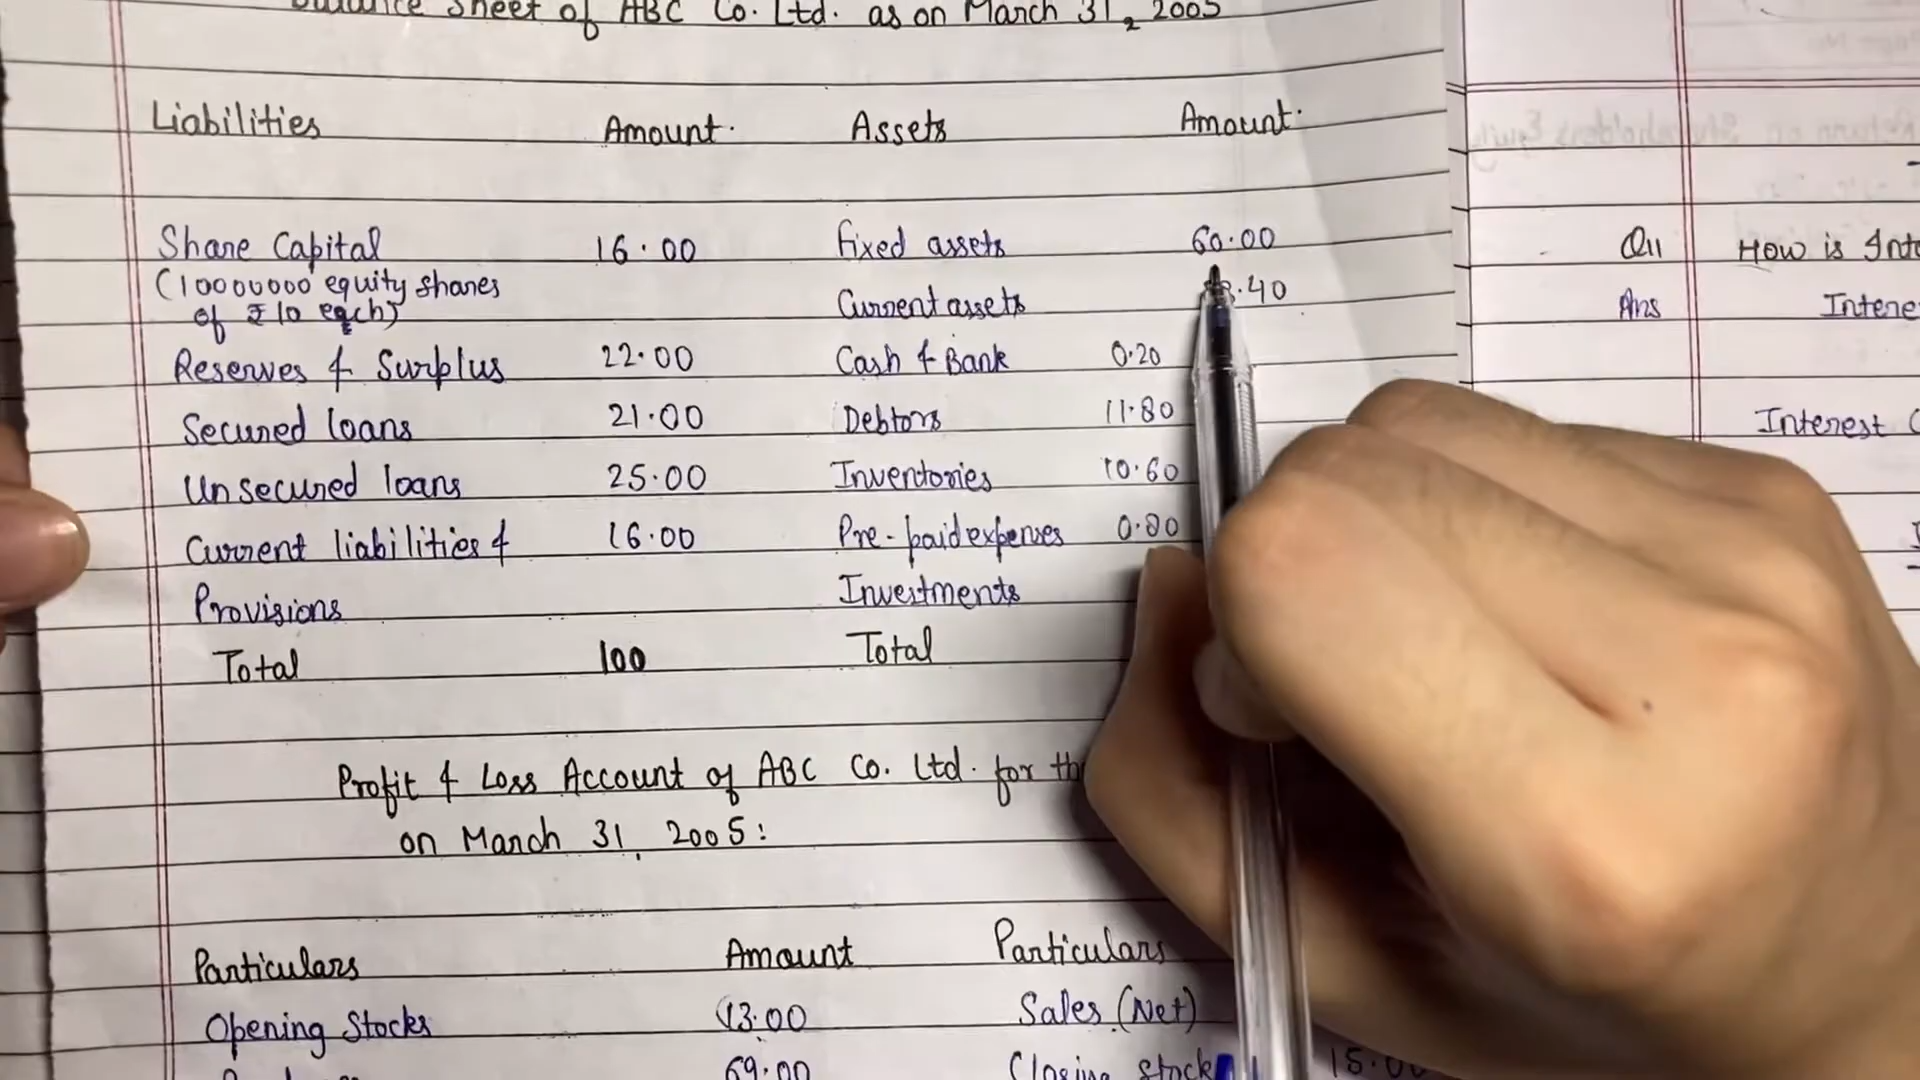 Balance Sheet of ABC Co. Ltd. as on March 31, 2005
Liabilities Amount. Assets Amount.
Share Capital 16.00 Fixed assets 60.00
(10000000 equity shares of ₹10 each) Current assets .40
Reserves & Surplus 22.00 Cash & Bank 0.20
Secured loans 21.00 Debtors 11.80
Unsecured loans 25.00 Inventories 10.60
Current liabilities & 16.00 Pre-paid expenses 0.80
Provisions Investments
Total 100 Total
Profit & Loss Account of ABC Co. Ltd. for
on March 31, 2005:
Particulars Amount Particulars
Opening Stocks 13.00 Sales (Net)
69.00 Closing stock
Q11 How is
Ans
Interest